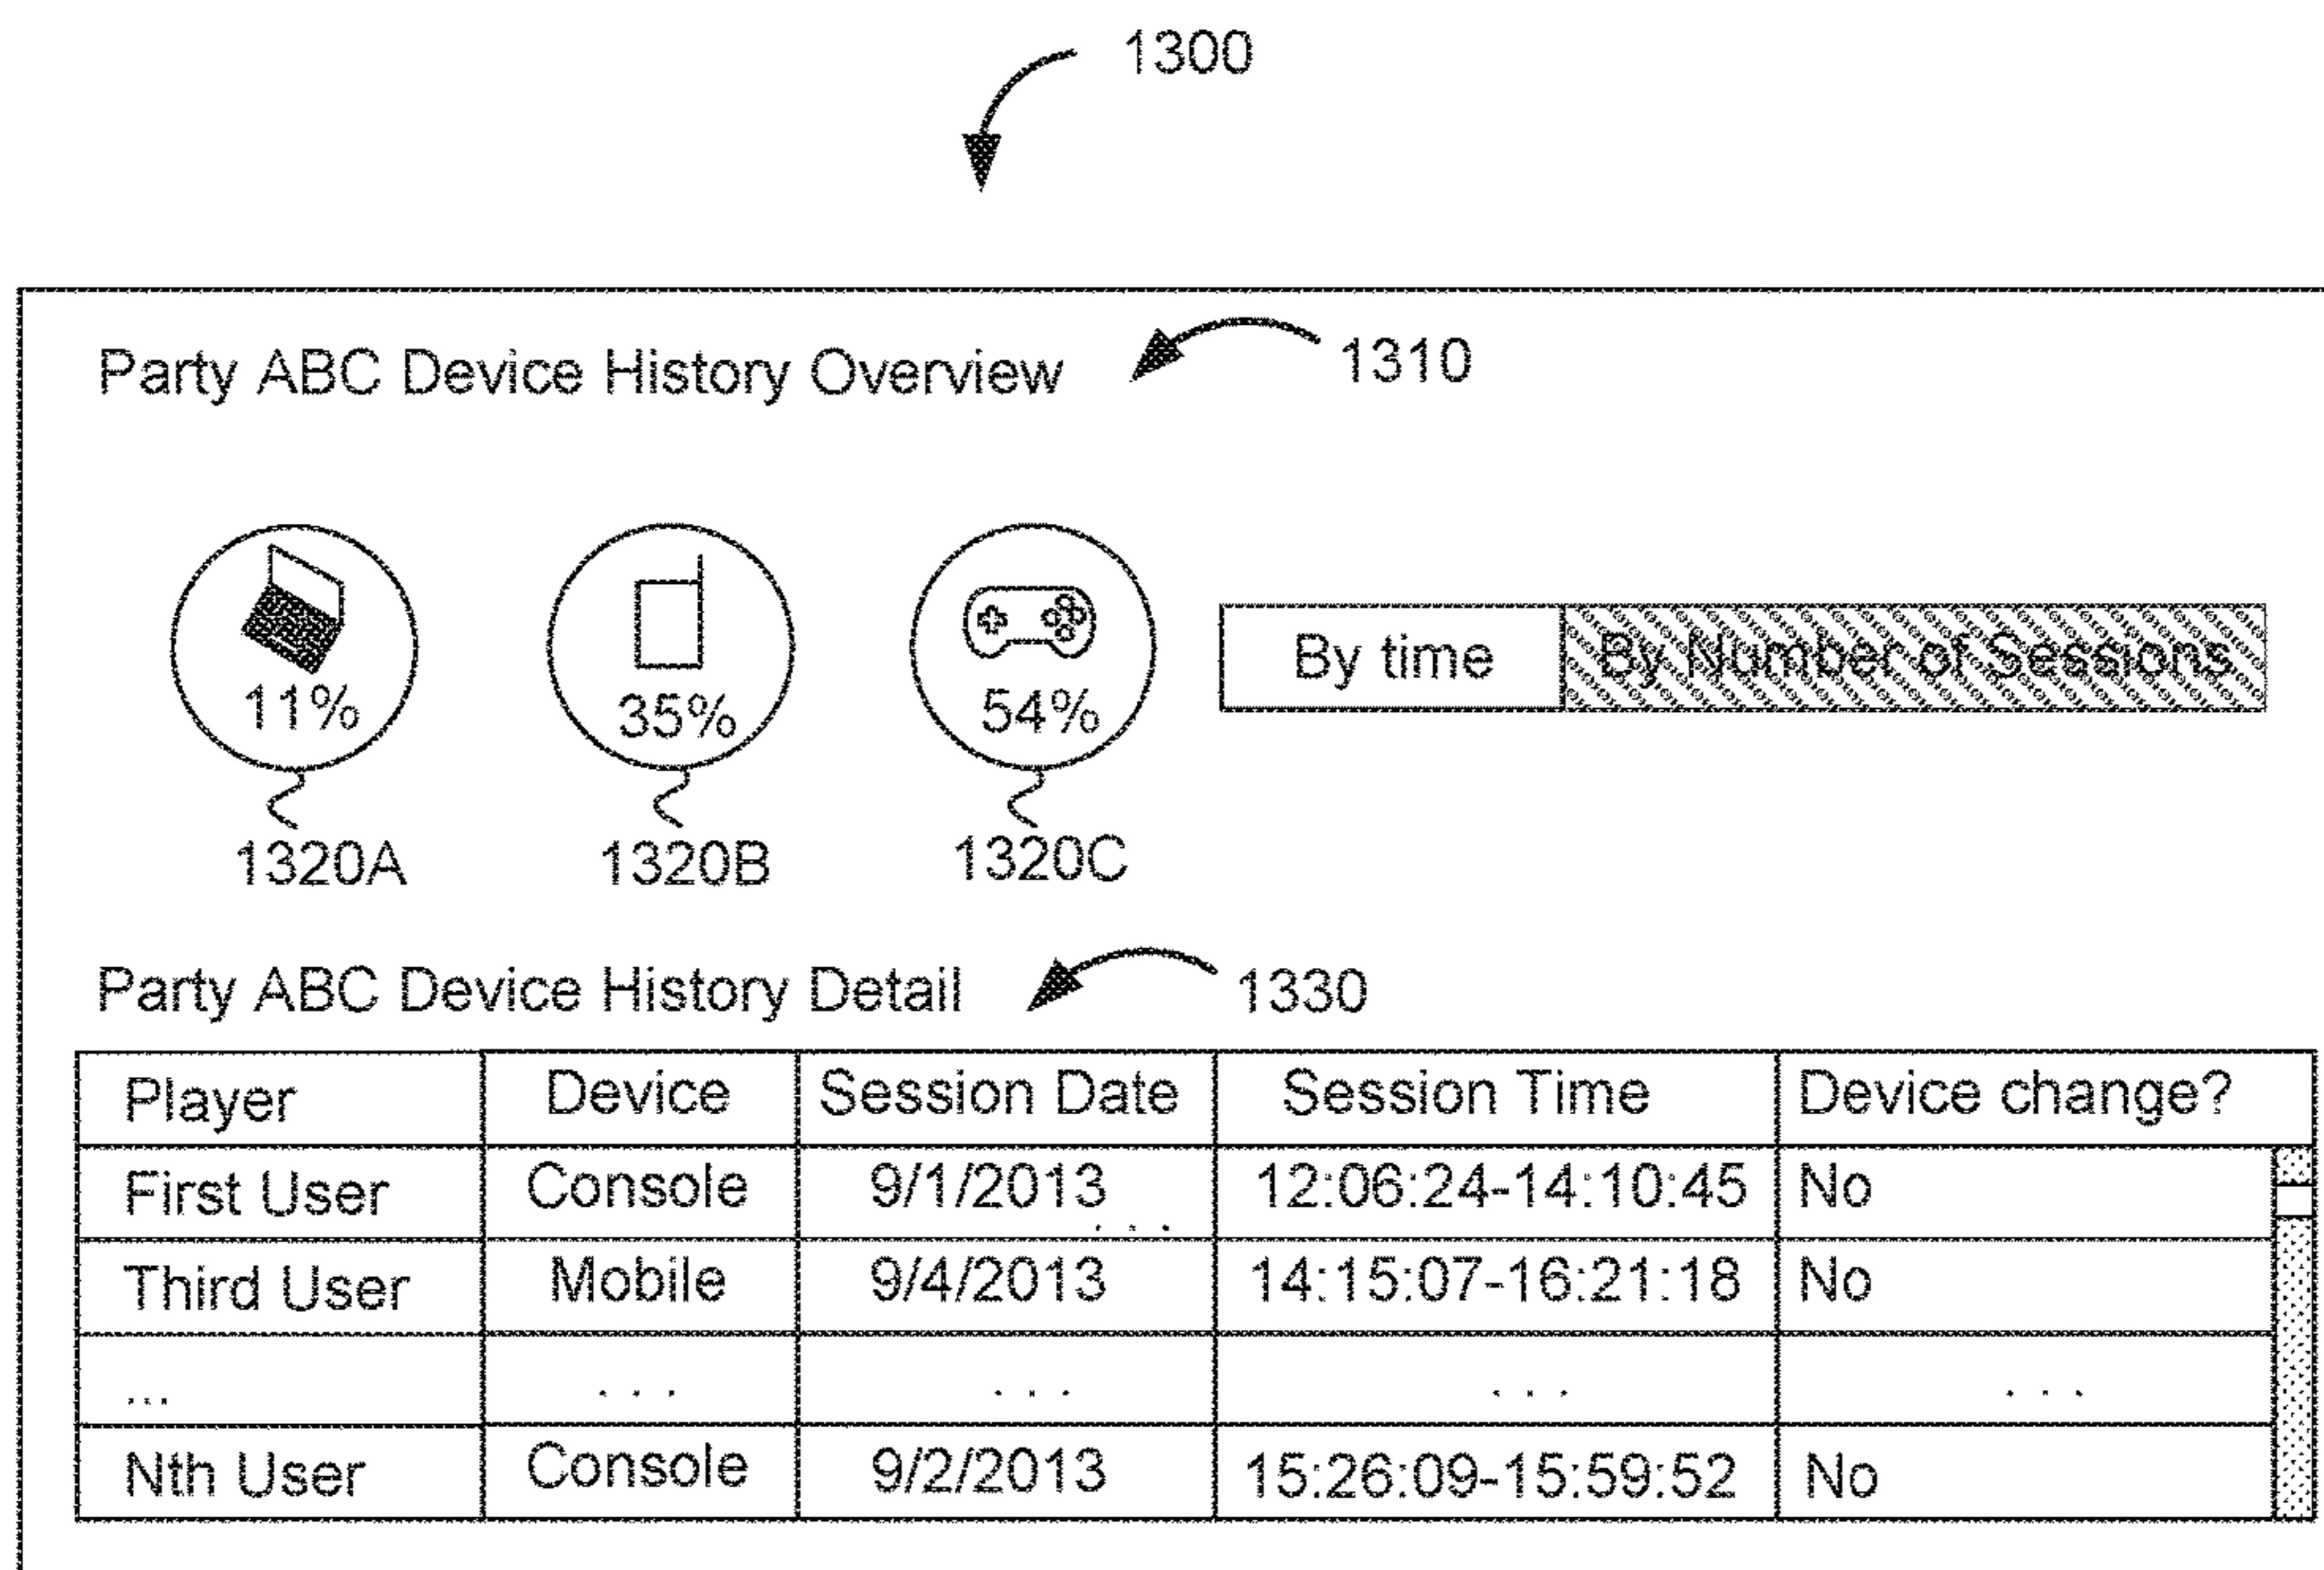 1300
Party ABC Device History Overview 1310
11% 35% 54% By time By Number of Sessions
1320A 1320B 1320C
Party ABC Device History Detail 1330
Player Device Session Date Session Time Device change?
First User Console 9/1/2013 12:06:24-14:10:45 No
. . .
Third User Mobile 9/4/2013 14:15:07-16:21:18 No
... . . . . . . . . . . . .
Nth User Console 9/2/2013 15:26:09-15:59:52 No